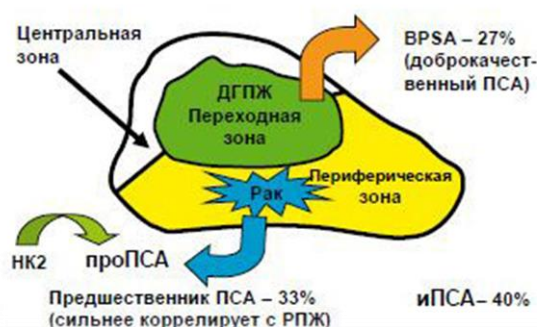 Центральная
зона
BPSA – 27%
(доброкачест-
венный ПСА)
ДГПЖ
Переходная
зона
Периферическая
зона
Рак
НК2
проПСА
Предшественник ПСА – 33%
(сильнее коррелирует с РПЖ)
иПСА– 40%